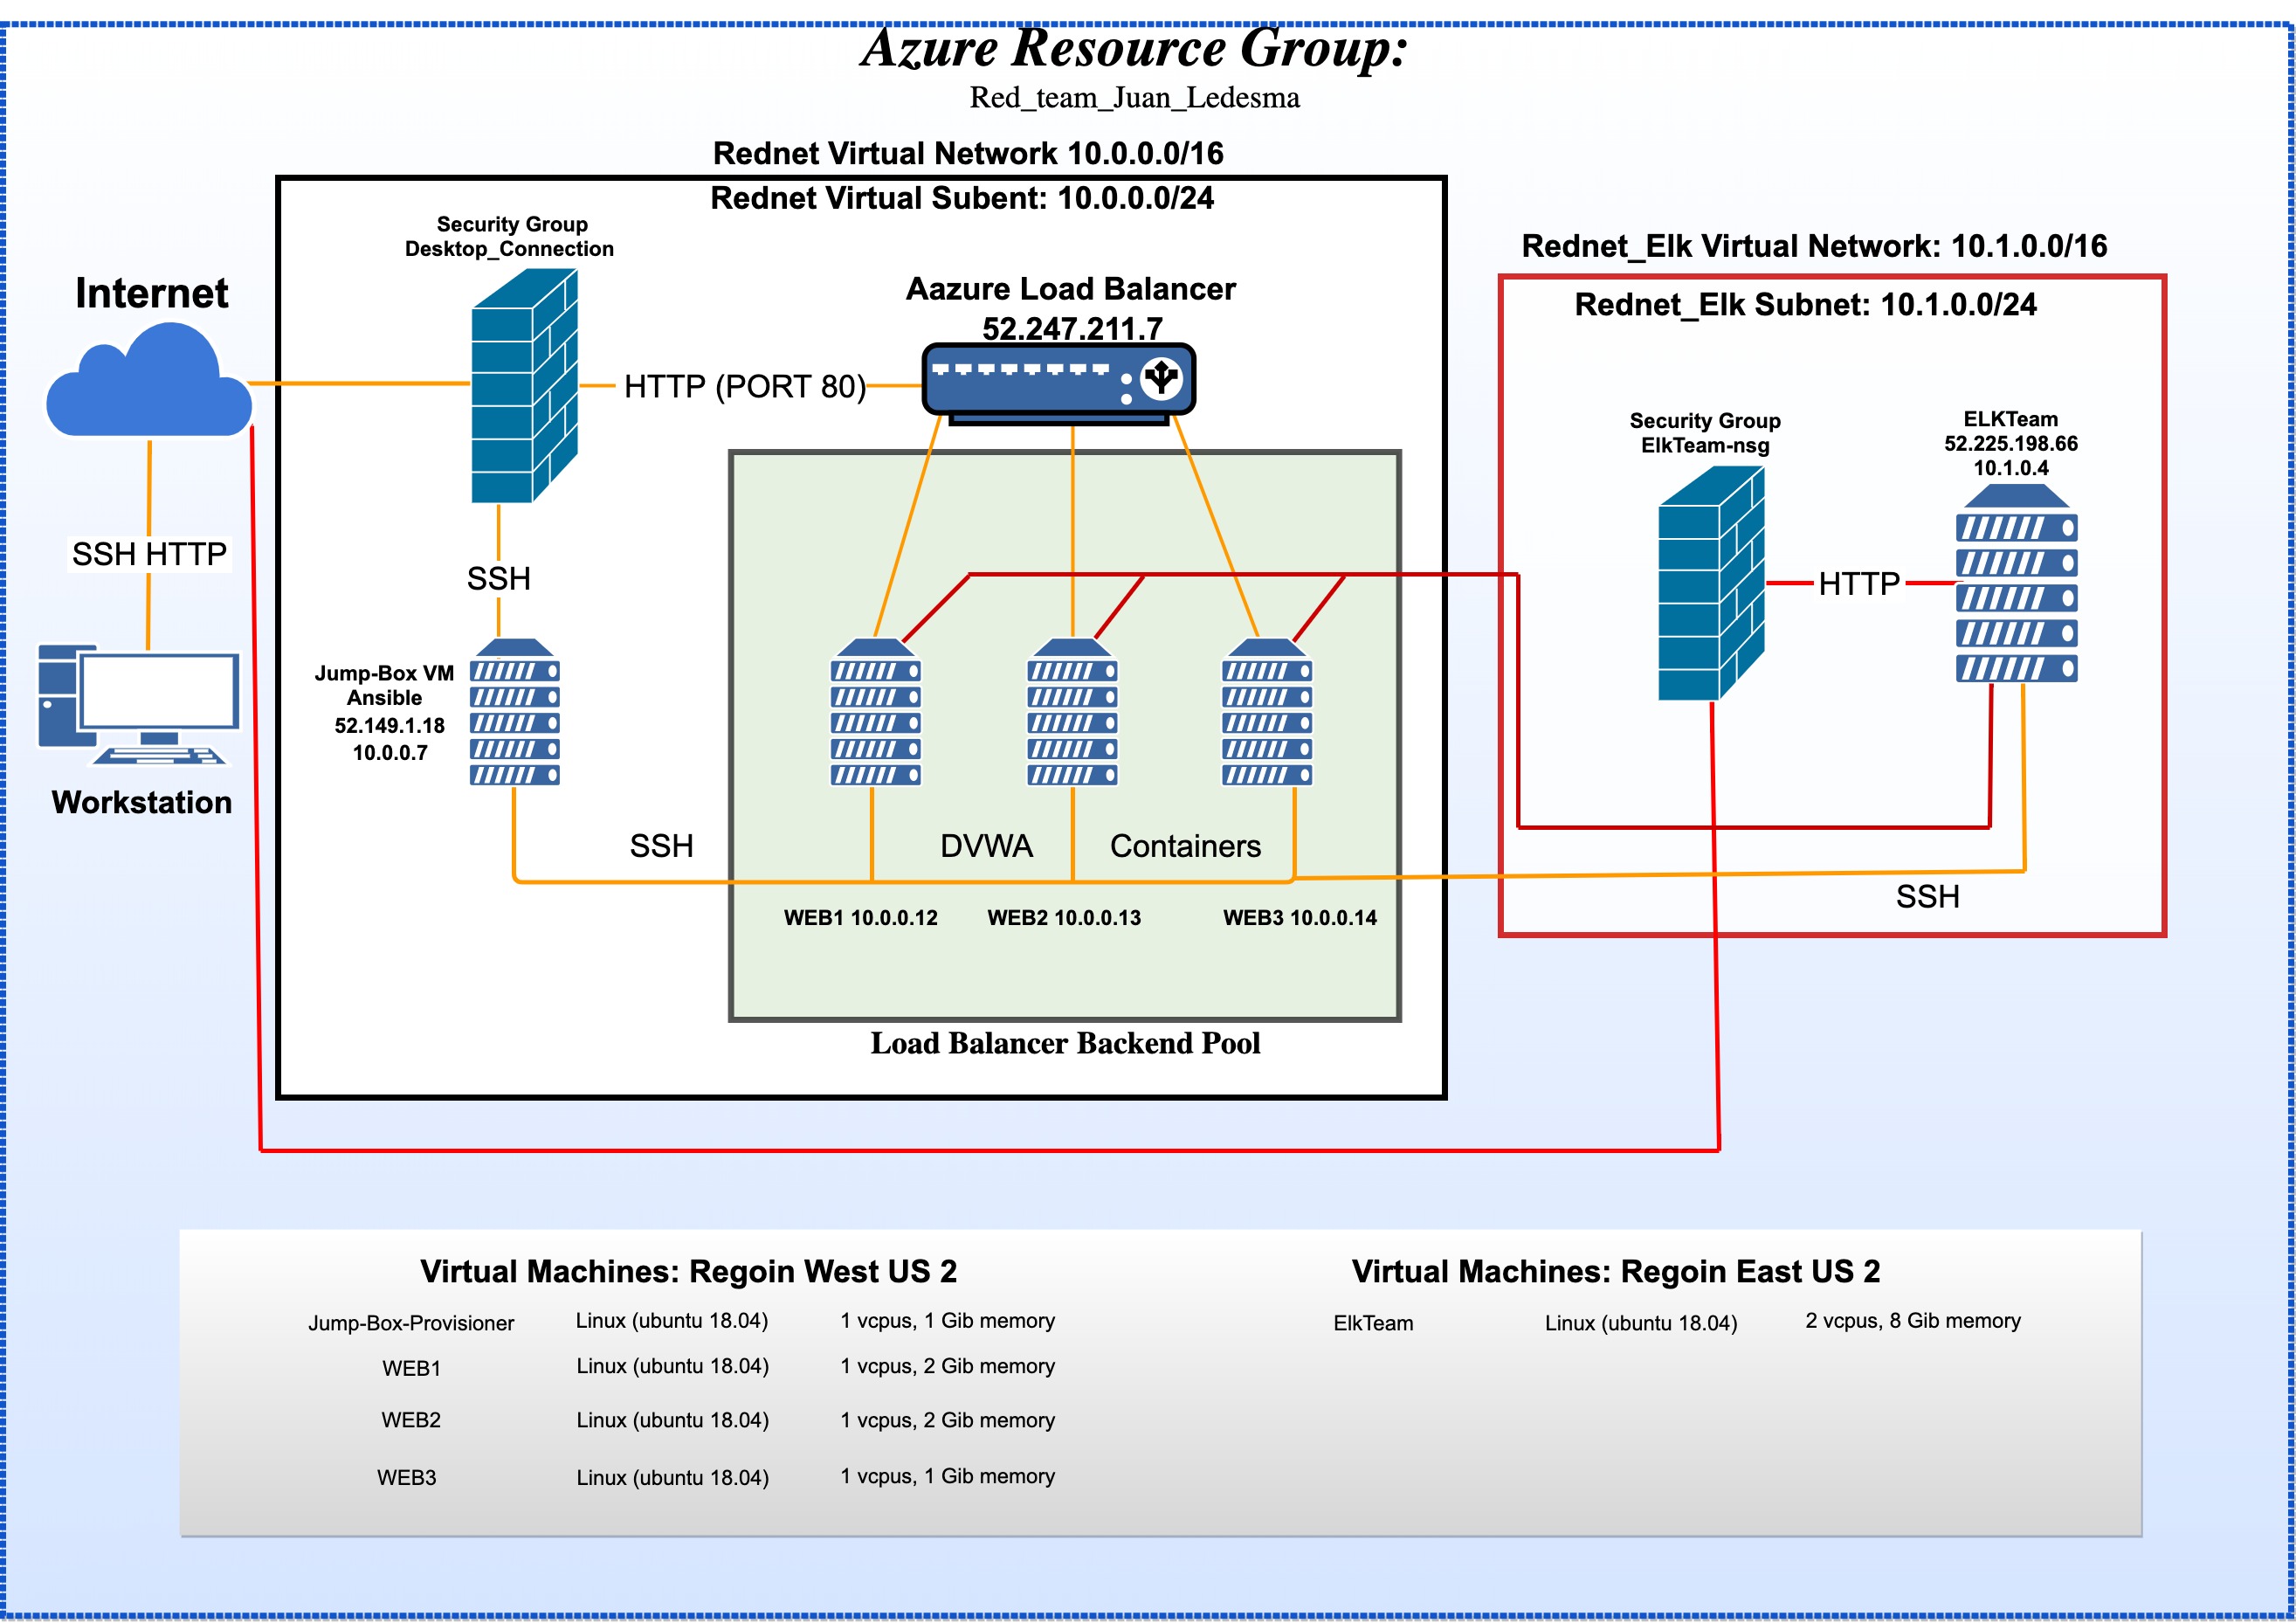 Azure Resource Group:
Red_team_Juan_Ledesma
Rednet Virtual Network 10.0.0.0/16
Rednet Virtual Subent: 10.0.0.0/24
Security Group
Desktop_Connection
Internet
Aazure Load Balancer
52.247.211.7
HTTP (PORT 80)
SSH HTTP
SSH
Workstation
Jump-Box VM
Ansible
52.149.1.18
10.0.0.7
SSH
DVWA
Containers
WEB1 10.0.0.12
WEB2 10.0.0.13
WEB3 10.0.0.14
Load Balancer Backend Pool
Rednet_Elk Virtual Network: 10.1.0.0/16
Rednet_Elk Subnet: 10.1.0.0/24
Security Group
ElkTeam-nsg
ELKTeam
52.225.198.66
10.1.0.4
HTTP
SSH
Virtual Machines: Regoin West US 2
Jump-Box-Provisioner Linux (ubuntu 18.04) 1 vcpus, 1 Gib memory
WEB1 Linux (ubuntu 18.04) 1 vcpus, 2 Gib memory
WEB2 Linux (ubuntu 18.04) 1 vcpus, 2 Gib memory
WEB3 Linux (ubuntu 18.04) 1 vcpus, 1 Gib memory
Virtual Machines: Regoin East US 2
ElkTeam Linux (ubuntu 18.04) 2 vcpus, 8 Gib memory